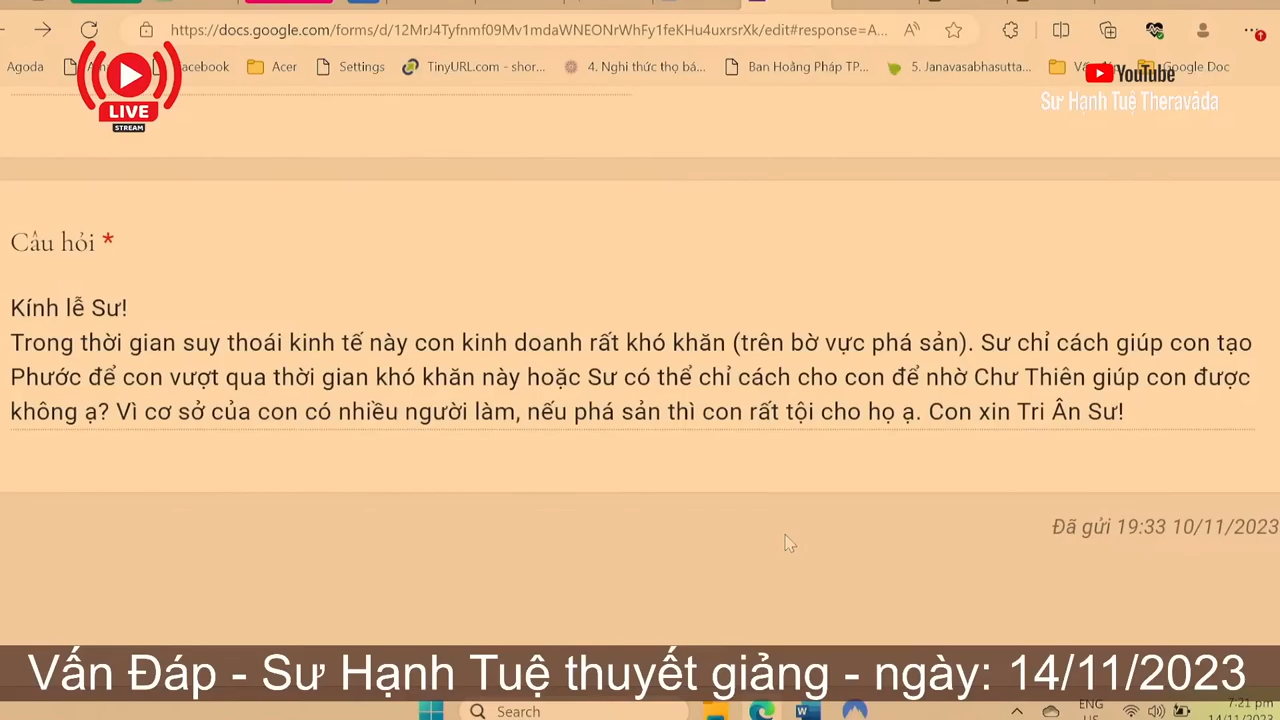 https://docs.google.com/forms/d/12MrJ4Tyfnmf09Mv1mdaWNEONrWhFy1feKHu4uxrsrXk/edit#response=A...
Agoda
acebook
Acer
Settings
TinyURL.com - shor...
4. Nghi thức thọ bá...
Ban Hoằng Pháp TP...
5. Janavasabhasutta...
Google Doc
LIVE
STREAM
YouTube
Sư Hạnh Tuệ Theravāda
Câu hỏi *
Kính lễ Sư!
Trong thời gian suy thoái kinh tế này con kinh doanh rất khó khăn (trên bờ vực phá sản). Sư chỉ cách giúp con tạo
Phước để con vượt qua thời gian khó khăn này hoặc Sư có thể chỉ cách cho con để nhờ Chư Thiên giúp con được
không ạ? Vì cơ sở của con có nhiều người làm, nếu phá sản thì con rất tội cho họ ạ. Con xin Tri Ân Sư!
Đã gửi 19:33 10/11/2023
Vấn Đáp - Sư Hạnh Tuệ thuyết giảng - ngày: 14/11/2023
Search
ENG
7:21 pm
14/11/2023